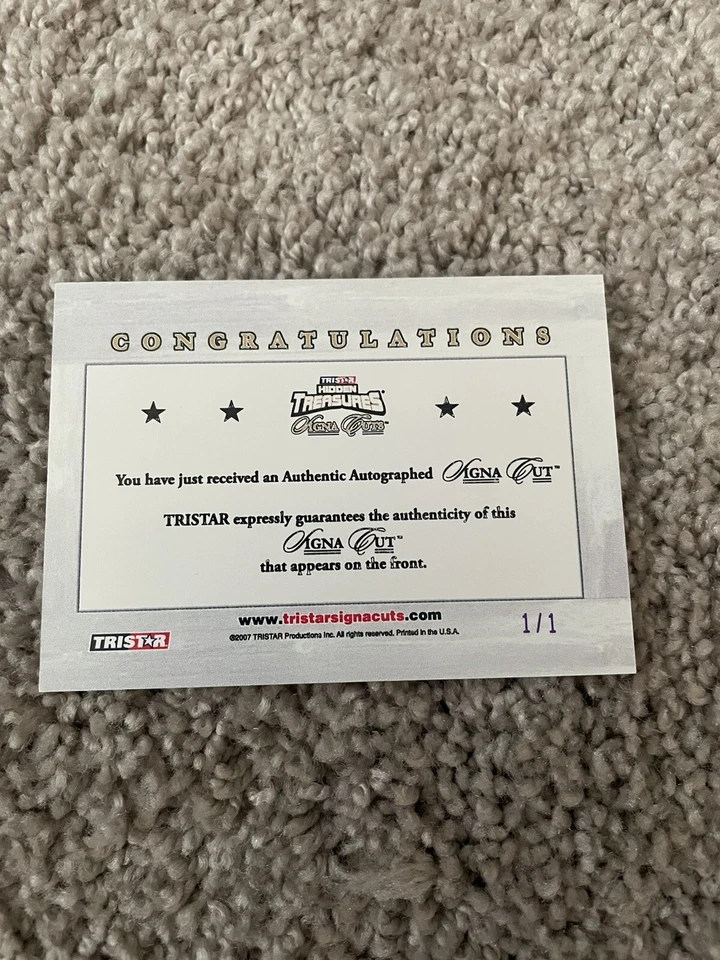 CONGRATULATIONS
TRISTAR
HIDDEN
TREASURES®
SIGNA CUTS™
You have just received an Authentic Autographed SIGNA CUT™
TRISTAR expressly guarantees the authenticity of this
SIGNA CUT™
that appears on the front.
www.tristarsignacuts.com
©2007 TRISTAR Productions Inc. All rights reserved. Printed in the U.S.A.
TRISTAR
1/1